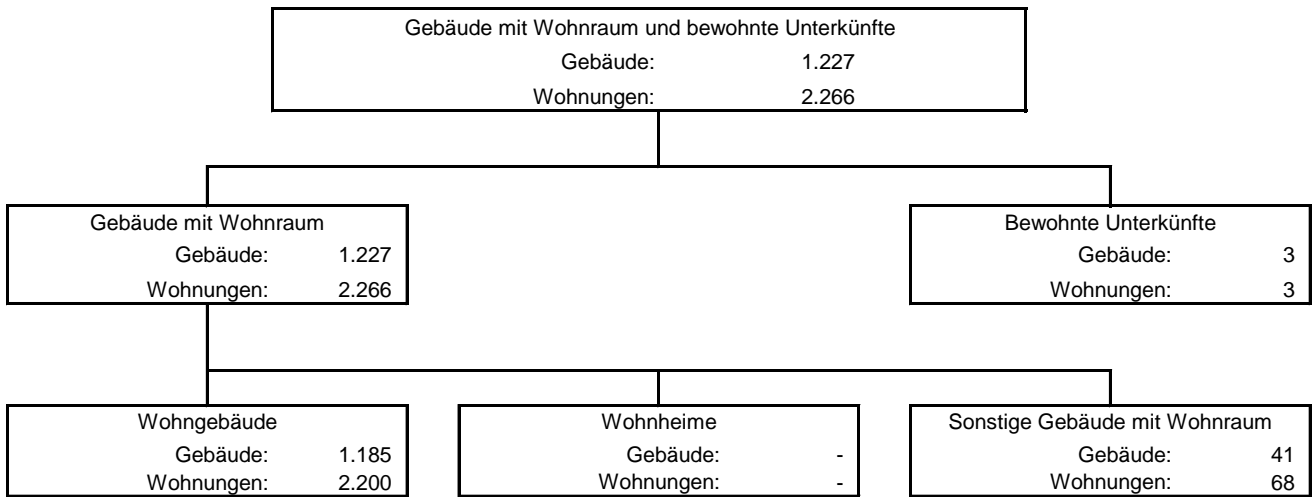 Gebäude mit Wohnraum und bewohnte Unterkünfte
Gebäude: 1.227
Wohnungen: 2.266
Gebäude mit Wohnraum
Gebäude: 1.227
Wohnungen: 2.266
Bewohnte Unterkünfte
Gebäude: 3
Wohnungen: 3
Wohngebäude
Gebäude: 1.185
Wohnungen: 2.200
Wohnheime
Gebäude: -
Wohnungen: -
Sonstige Gebäude mit Wohnraum
Gebäude: 41
Wohnungen: 68